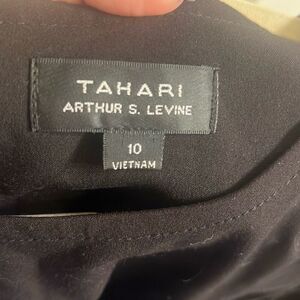 TAHARI
ARTHUR S. LEVINE
10
VIETNAM